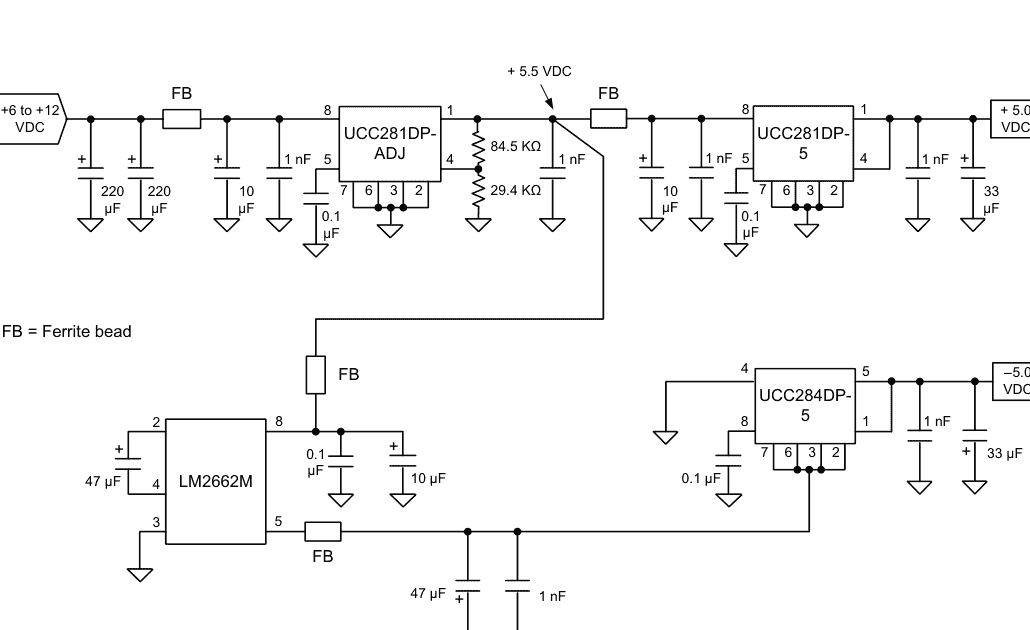 + 5.5 VDC
+6 to +12
VDC
FB
8
UCC281DP-
ADJ
1
5
4
7
6
3
2
84.5 KΩ
29.4 KΩ
+
220
µF
+
220
µF
+
10
µF
1 nF
0.1
µF
1 nF
FB
+
10
µF
1 nF
8
UCC281DP-
5
1
5
4
7
6
3
2
0.1
µF
1 nF
+
33
µF
+ 5.0
VDC
FB = Ferrite bead
FB
2
8
+
47 µF
4
LM2662M
3
5
0.1
µF
+
10 µF
FB
47 µF
+
1 nF
4
UCC284DP-
5
5
8
1
7
6
3
2
0.1 µF
1 nF
+
33 µF
–5.0
VDC